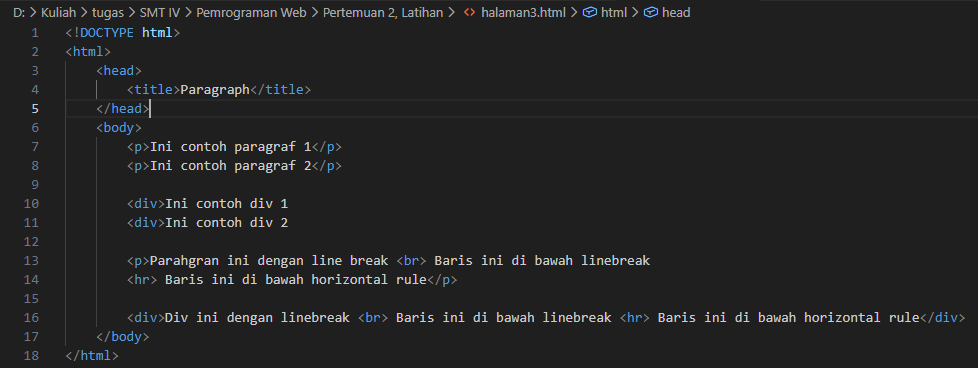 D: > Kuliah > tugas > SMT IV > Pemrograman Web > Pertemuan 2, Latihan > <> halaman3.html > html > head
1 <!DOCTYPE html>
2 <html>
3 <head>
4 <title>Paragraph</title>
5 </head>
6 <body>
7 <p>Ini contoh paragraf 1</p>
8 <p>Ini contoh paragraf 2</p>
9
10 <div>Ini contoh div 1
11 <div>Ini contoh div 2
12
13 <p>Parahgran ini dengan line break <br> Baris ini di bawah linebreak
14 <hr> Baris ini di bawah horizontal rule</p>
15
16 <div>Div ini dengan linebreak <br> Baris ini di bawah linebreak <hr> Baris ini di bawah horizontal rule</div>
17 </body>
18 </html>